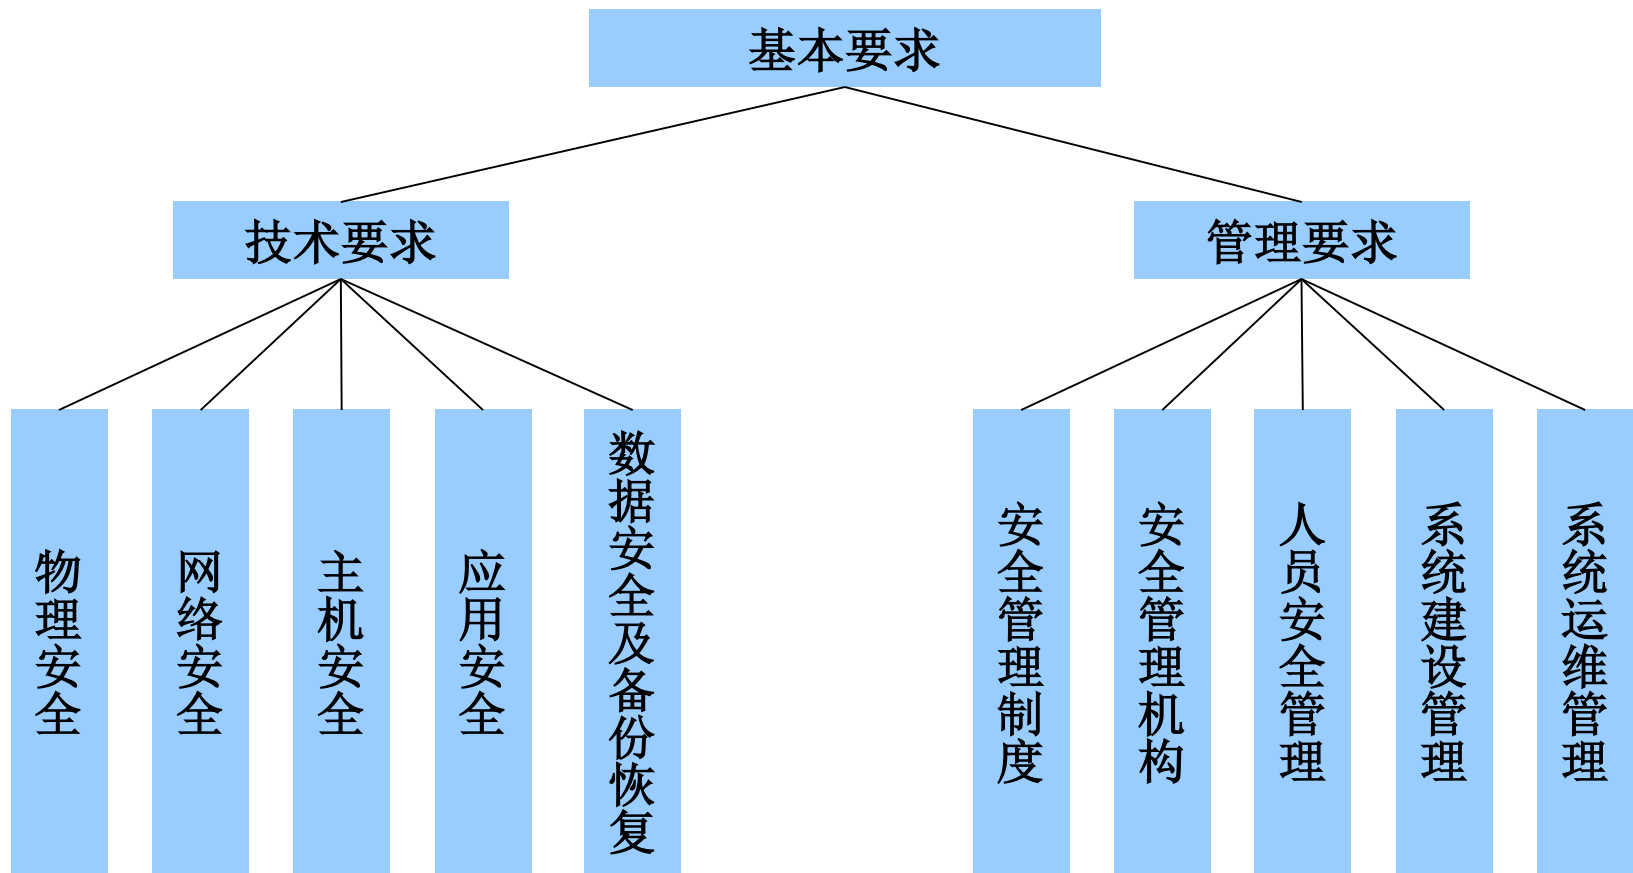 基本要求
技术要求
管理要求
物理安全
网络安全
主机安全
应用安全
数据安全及备份恢复
安全管理制度
安全管理机构
人员安全管理
系统建设管理
系统运维管理